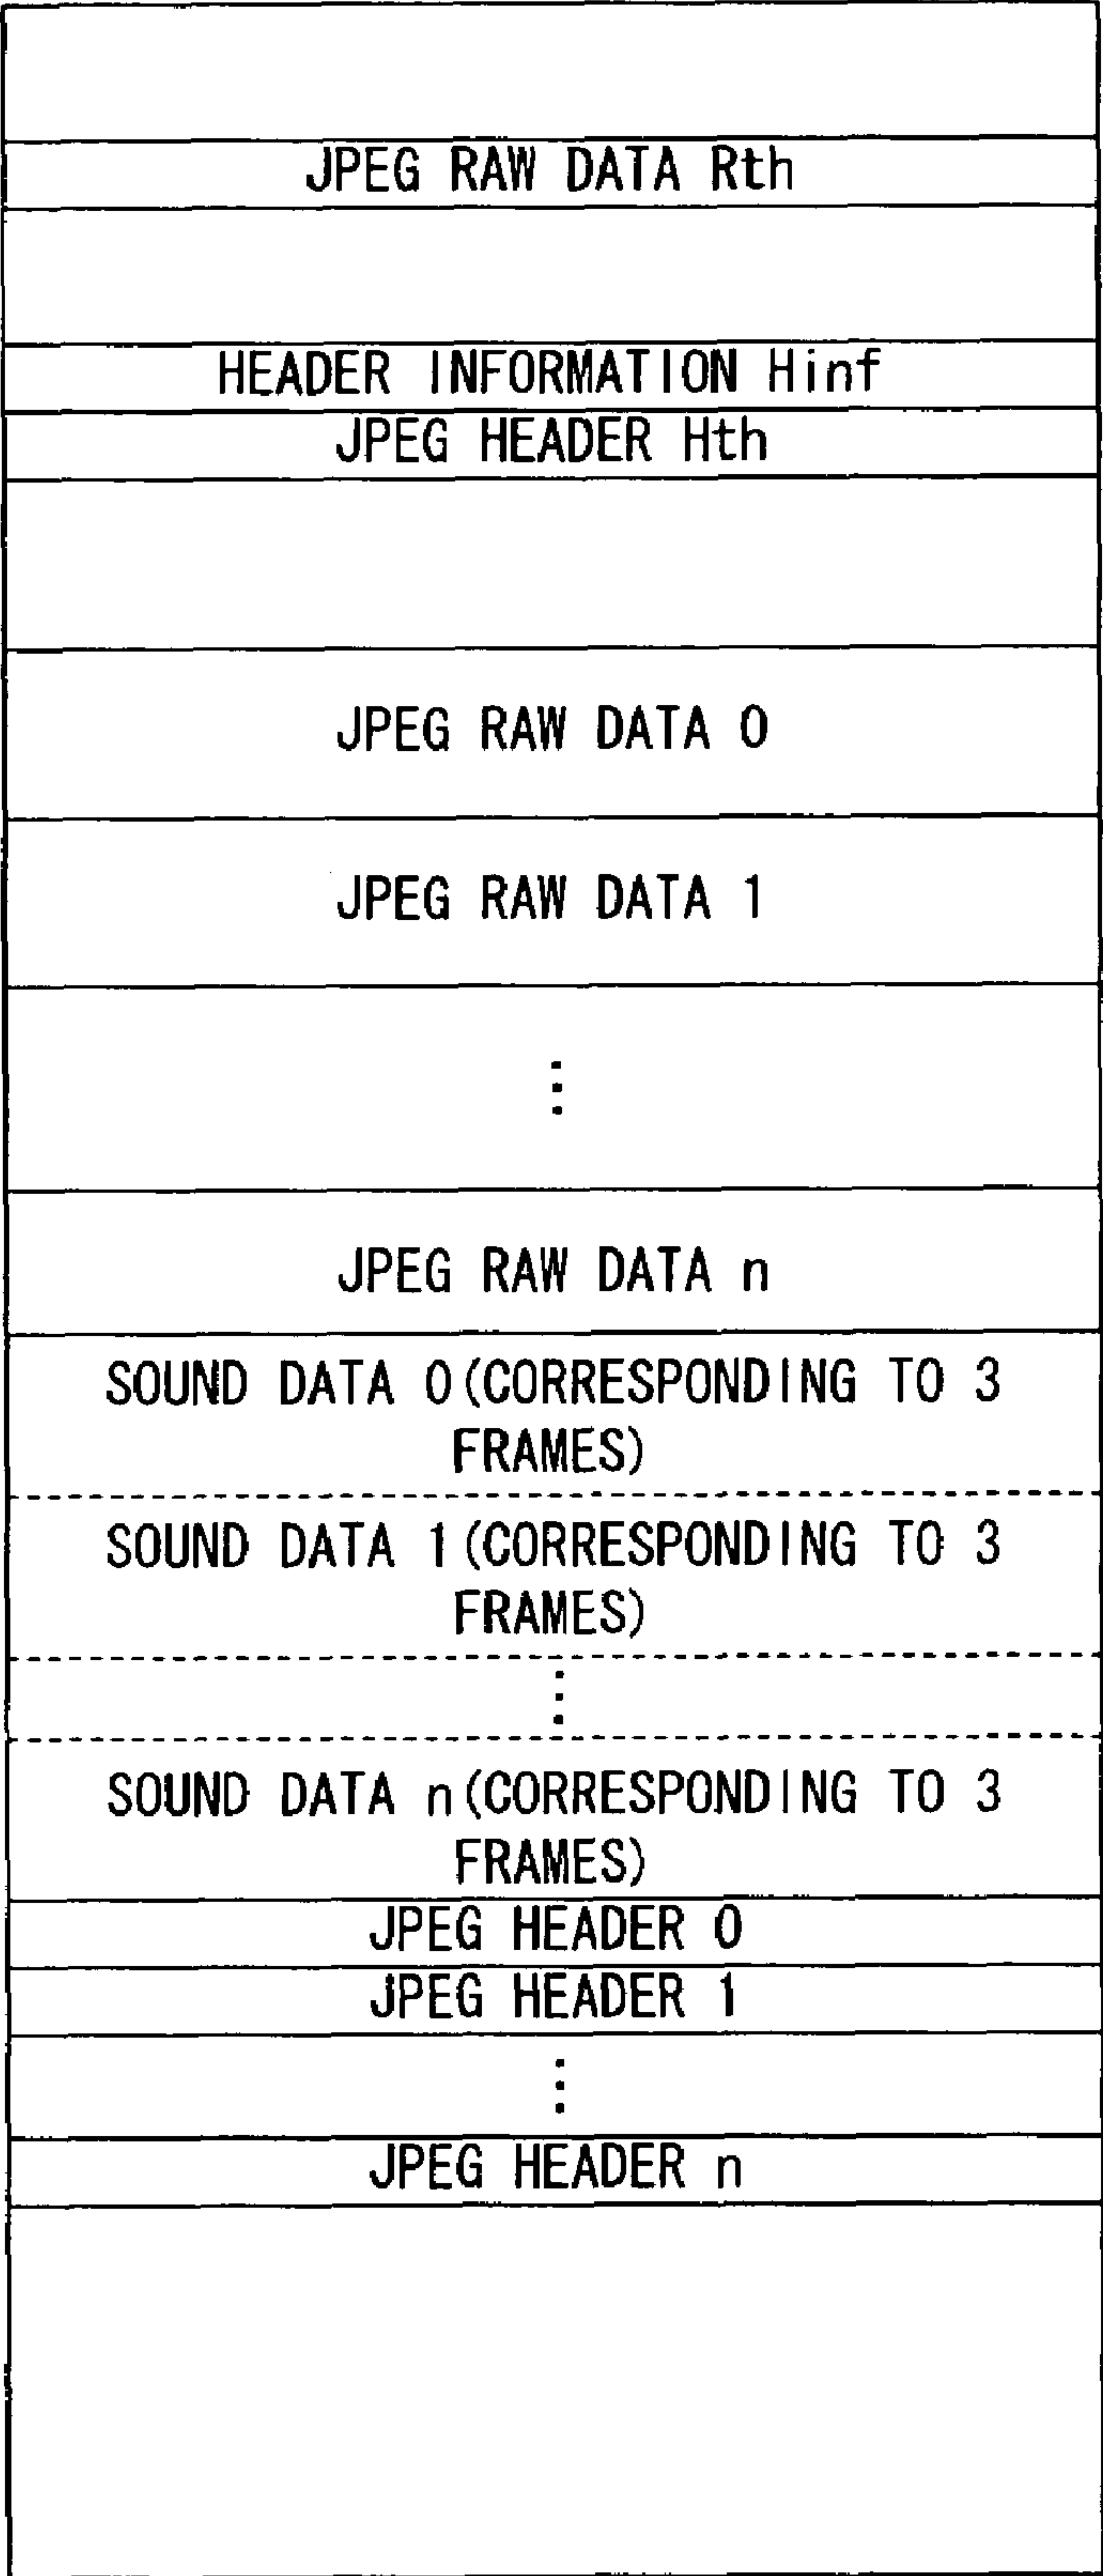 JPEG RAW DATA Rth
HEADER INFORMATION Hinf
JPEG HEADER Hth
JPEG RAW DATA 0
JPEG RAW DATA 1
⋮
JPEG RAW DATA n
SOUND DATA 0(CORRESPONDING TO 3
FRAMES)
SOUND DATA 1(CORRESPONDING TO 3
FRAMES)
⋮
SOUND DATA n(CORRESPONDING TO 3
FRAMES)
JPEG HEADER 0
JPEG HEADER 1
⋮
JPEG HEADER n